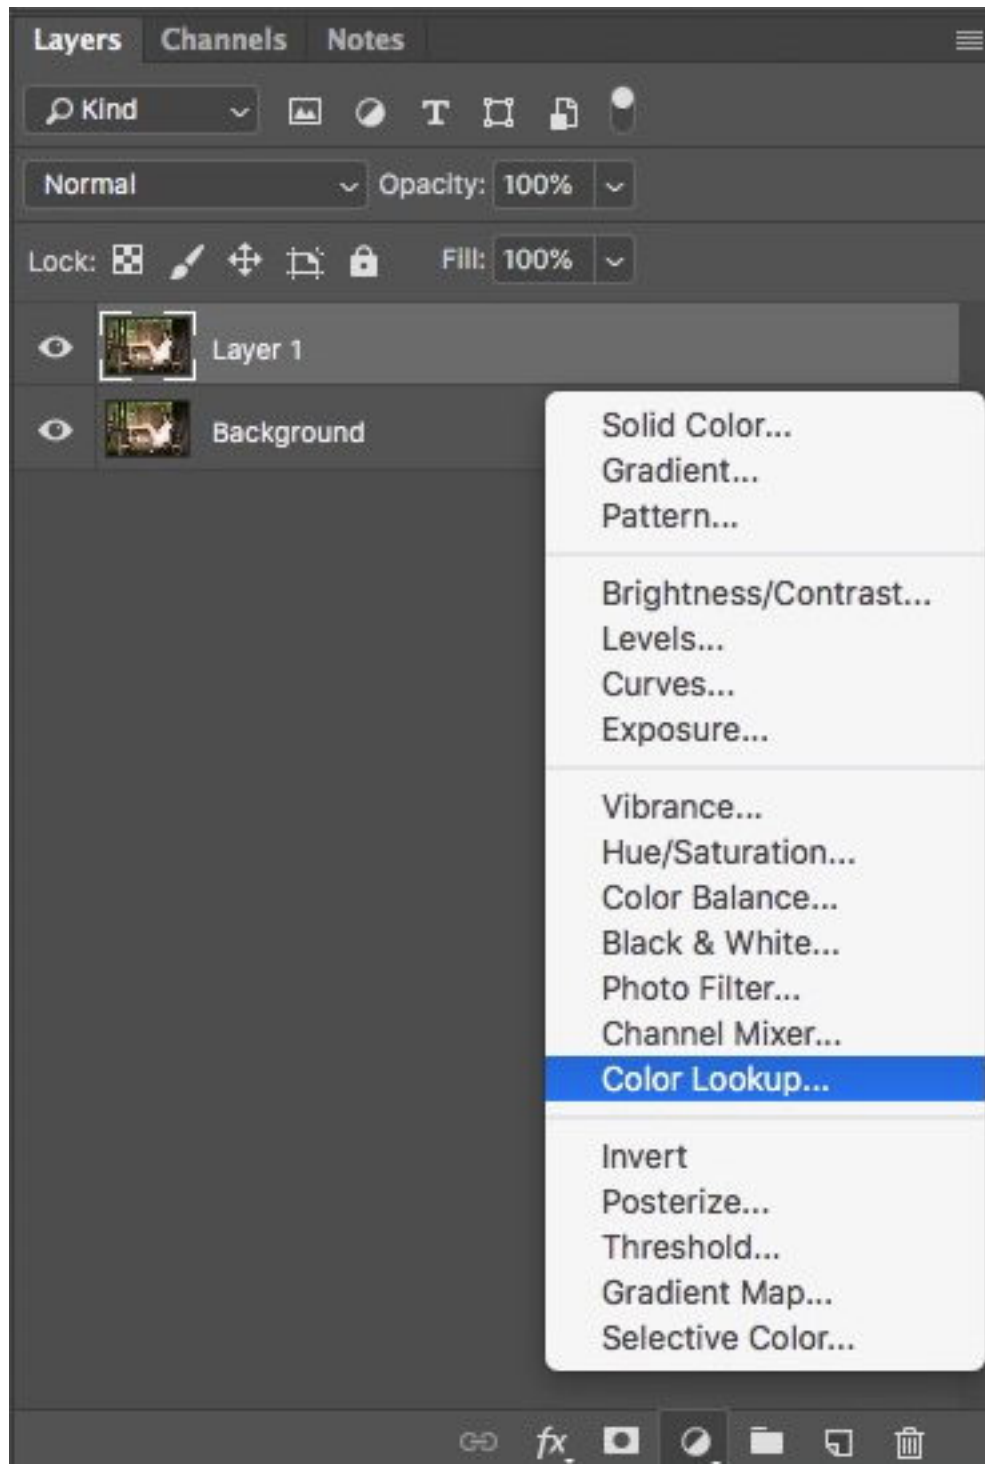 Layers Channels Notes
Kind
Normal Opacity: 100%
Lock: Fill: 100%
Layer 1
Background
Solid Color...
Gradient...
Pattern...
Brightness/Contrast...
Levels...
Curves...
Exposure...
Vibrance...
Hue/Saturation...
Color Balance...
Black & White...
Photo Filter...
Channel Mixer...
Color Lookup...
Invert
Posterize...
Threshold...
Gradient Map...
Selective Color...
fx